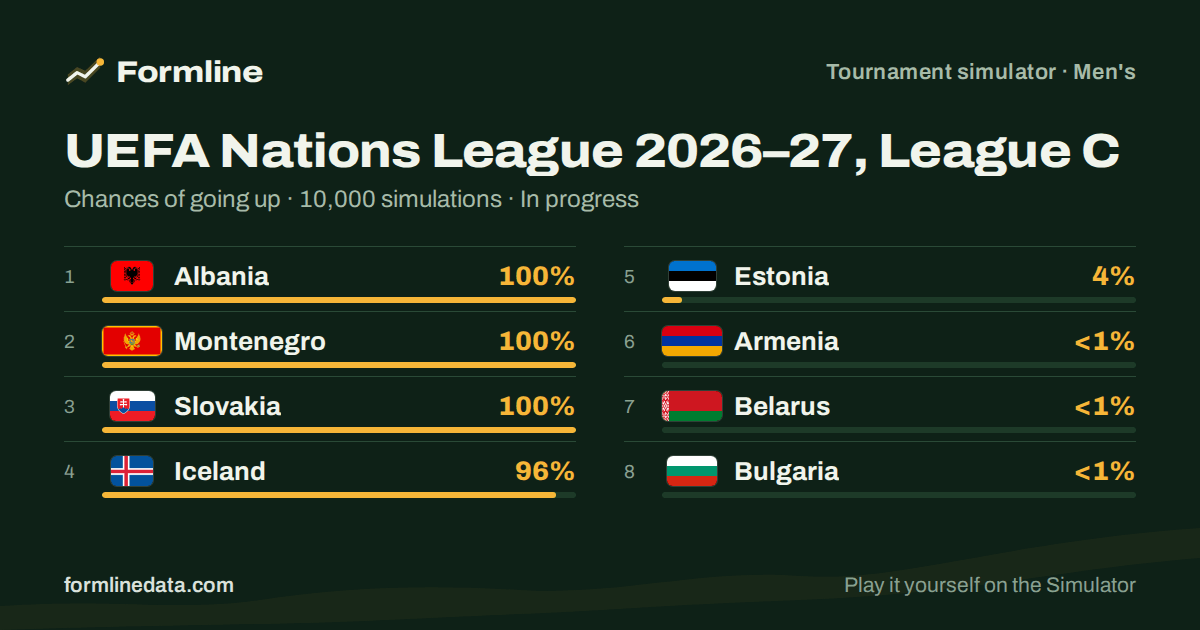 Formline
Tournament simulator · Men's
UEFA Nations League 2026–27, League C
Chances of going up · 10,000 simulations · In progress
1 Albania 100%
2 Montenegro 100%
3 Slovakia 100%
4 Iceland 96%
5 Estonia 4%
6 Armenia <1%
7 Belarus <1%
8 Bulgaria <1%
formlinedata.com
Play it yourself on the Simulator